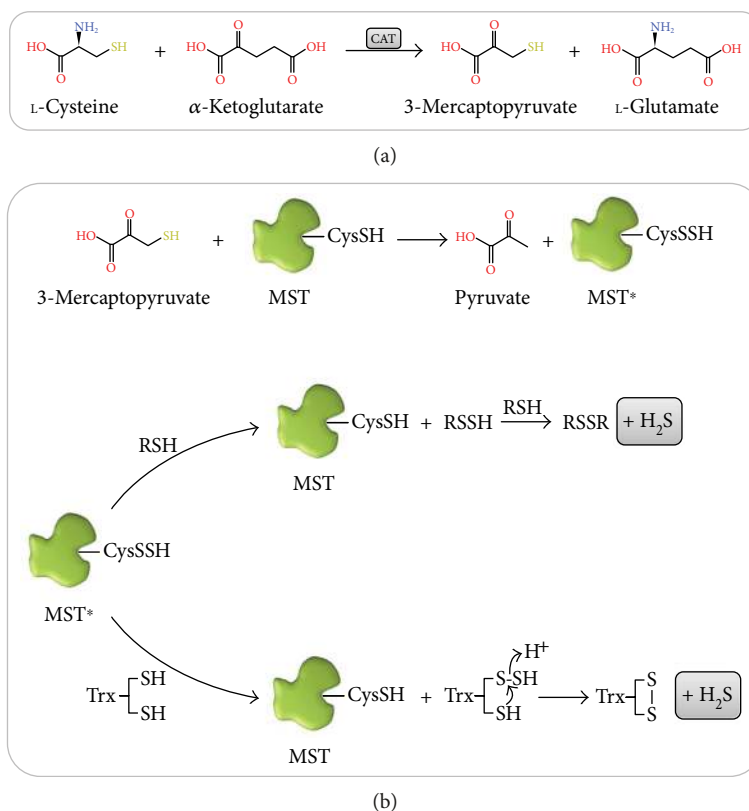 NH₂
HO SH + HO OH CAT HO SH + HO NH₂ OH
O O O O O O O O
L-Cysteine α-Ketoglutarate 3-Mercaptopyruvate L-Glutamate
(a)
HO O SH O + CysSH HO O O + CysSSH
3-Mercaptopyruvate MST Pyruvate MST*
RSH CysSH + RSSH RSH RSSR + H₂S
MST
CysSSH
MST*
Trx SH SH CysSH + Trx S-SH SH H⁺ Trx S S + H₂S
MST
(b)